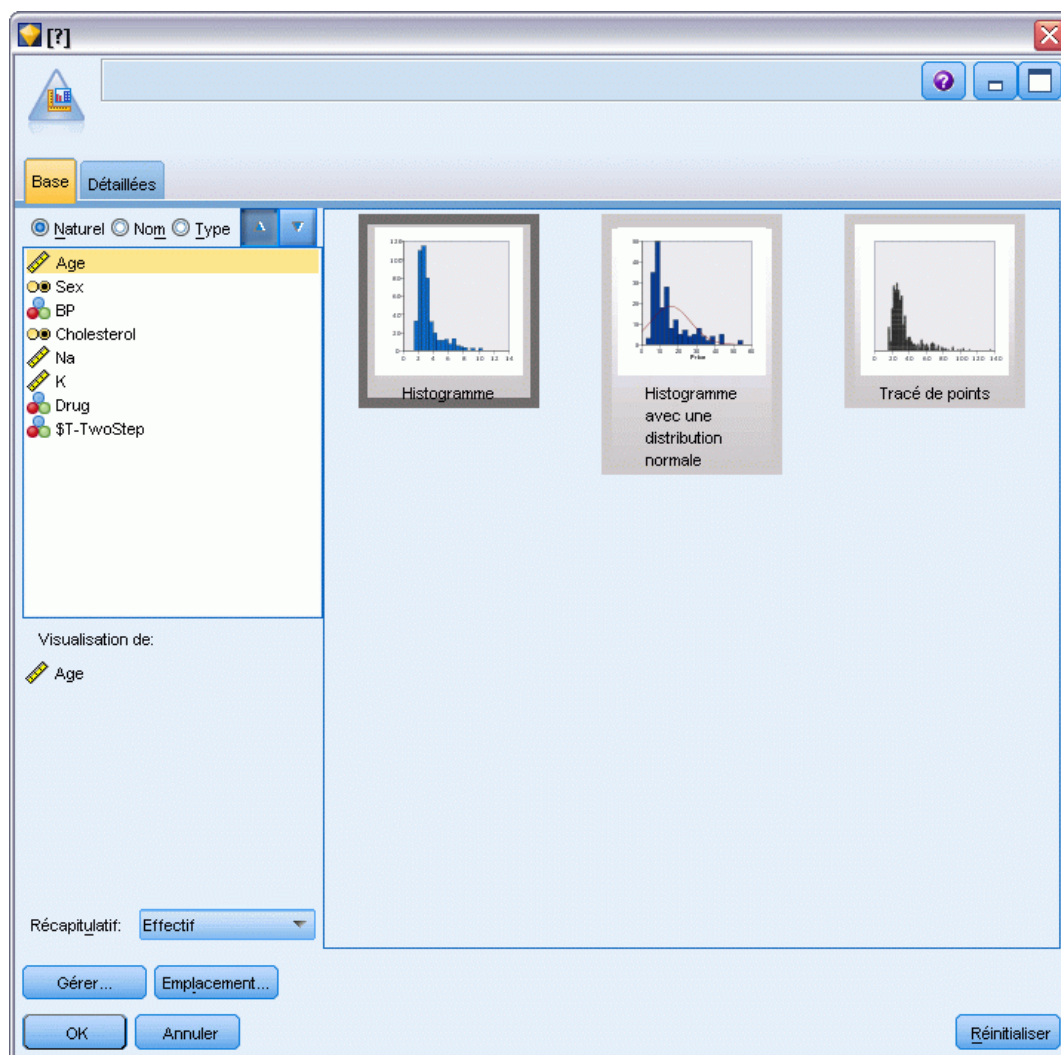 [?]
Base
Détaillées
Naturel Nom Type
Age
Sex
BP
Cholesterol
Na
K
Drug
$T-TwoStep
Visualisation de:
Age
Récapitulatif: Effectif
Gérer...
Emplacement...
OK
Annuler
Réinitialiser
Histogramme
Price
Histogramme
avec une
distribution
normale
Tracé de points